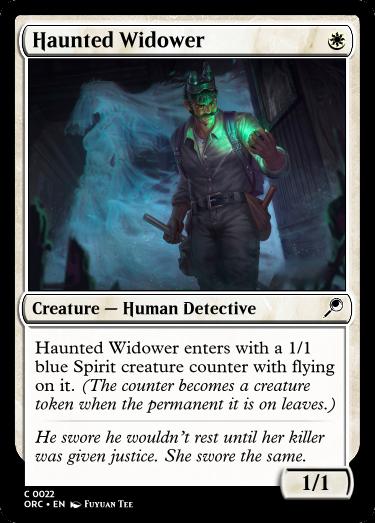 Haunted Widower
Creature — Human Detective
Haunted Widower enters with a 1/1
blue Spirit creature counter with flying
on it. (The counter becomes a creature
token when the permanent it is on leaves.)
He swore he wouldn't rest until her killer
was given justice. She swore the same.
1/1
C 0022
ORC • EN Fuyuan Tee